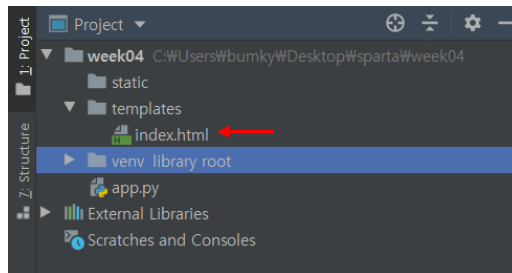 Project
week04 C:₩Users₩bumky₩Desktop₩sparta₩week04
static
templates
index.html
venv library root
app.py
External Libraries
Scratches and Consoles
1: Project
7: Structure